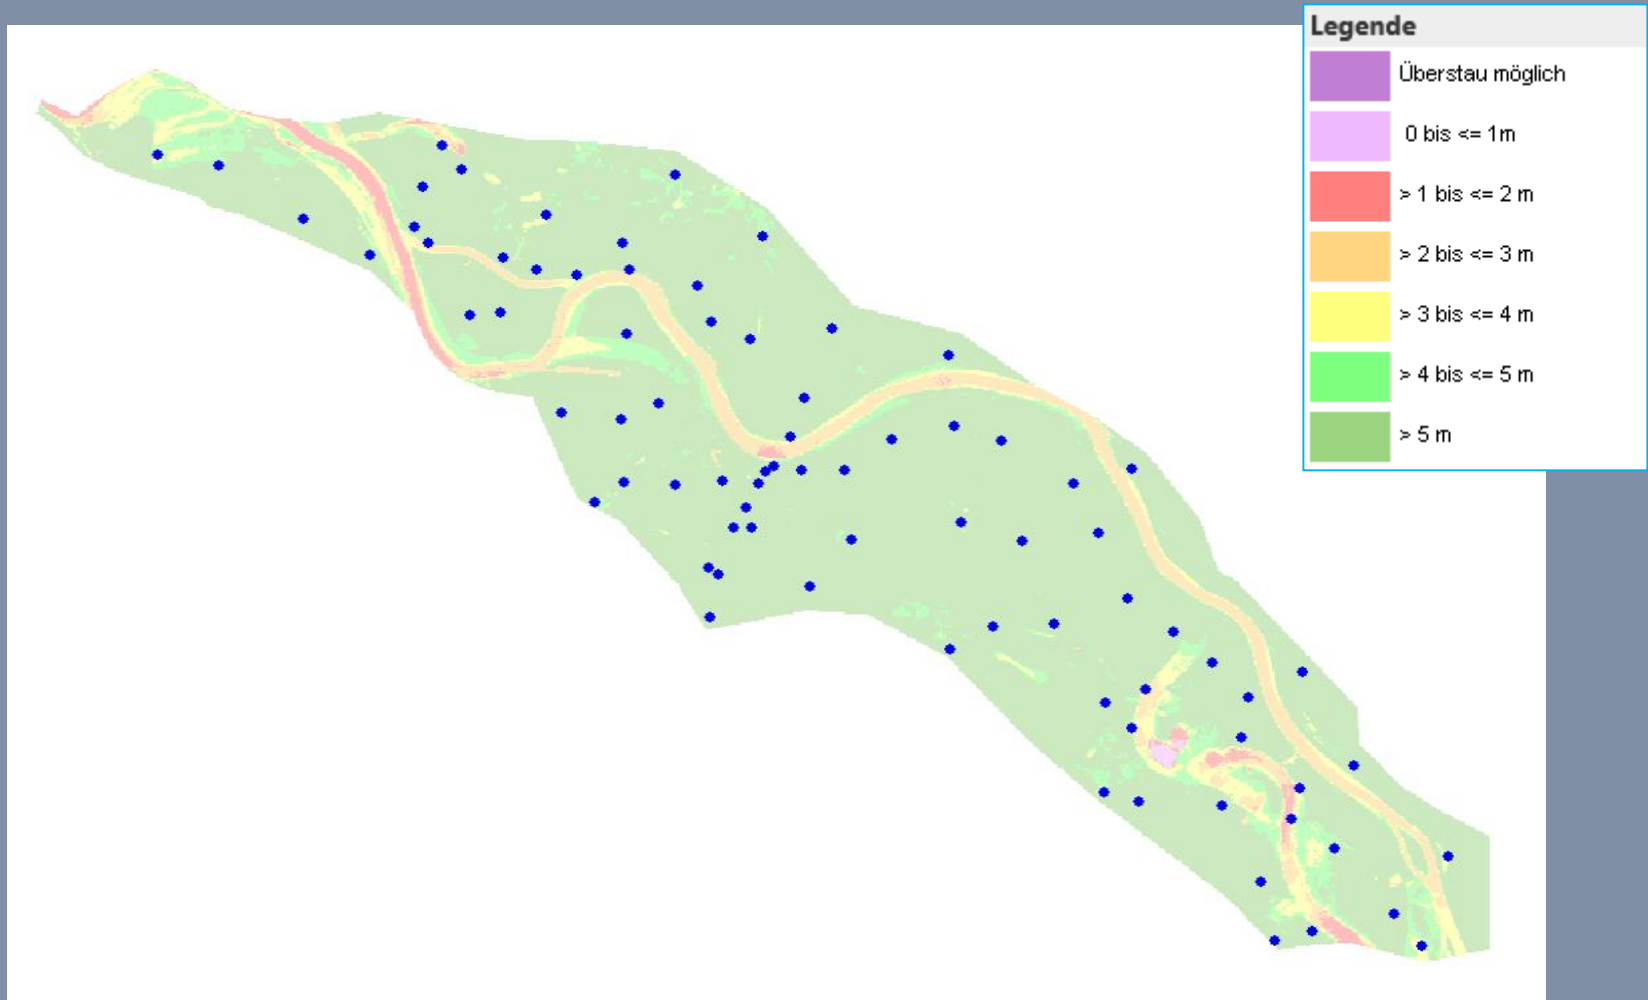 Legende
Überstau möglich
0 bis <= 1m
> 1 bis <= 2 m
> 2 bis <= 3 m
> 3 bis <= 4 m
> 4 bis <= 5 m
> 5 m